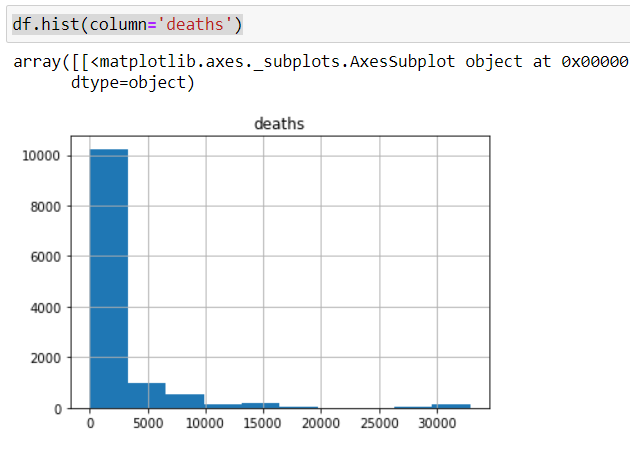 df.hist(column='deaths')
array([[<matplotlib.axes._subplots.AxesSubplot object at 0x00000
dtype=object)
deaths
10000
8000
6000
4000
2000
0
0 5000 10000 15000 20000 25000 30000